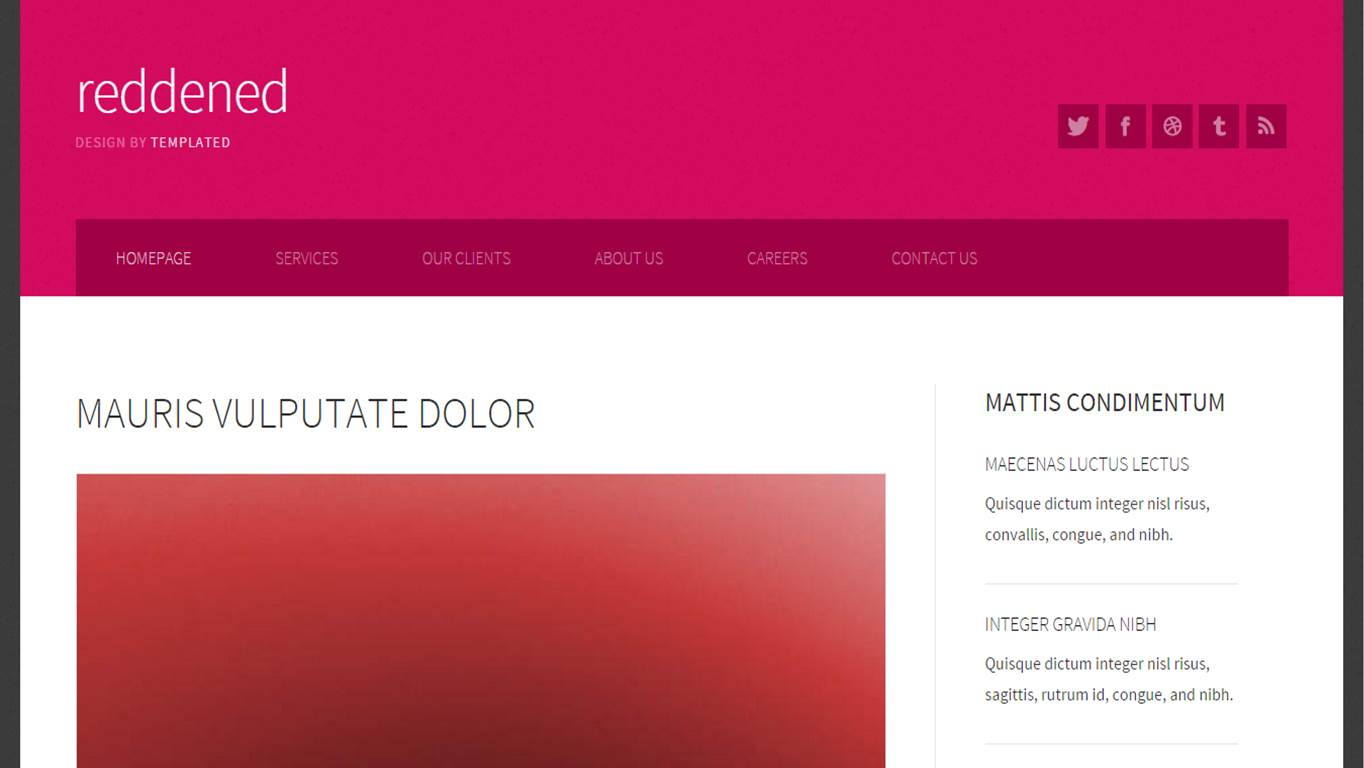 reddened
DESIGN BY TEMPLATED
HOMEPAGE SERVICES OUR CLIENTS ABOUT US CAREERS CONTACT US
MAURIS VULPUTATE DOLOR
MATTIS CONDIMENTUM
MAECENAS LUCTUS LECTUS
Quisque dictum integer nisl risus,
convallis, congue, and nibh.
INTEGER GRAVIDA NIBH
Quisque dictum integer nisl risus,
sagittis, rutrum id, congue, and nibh.